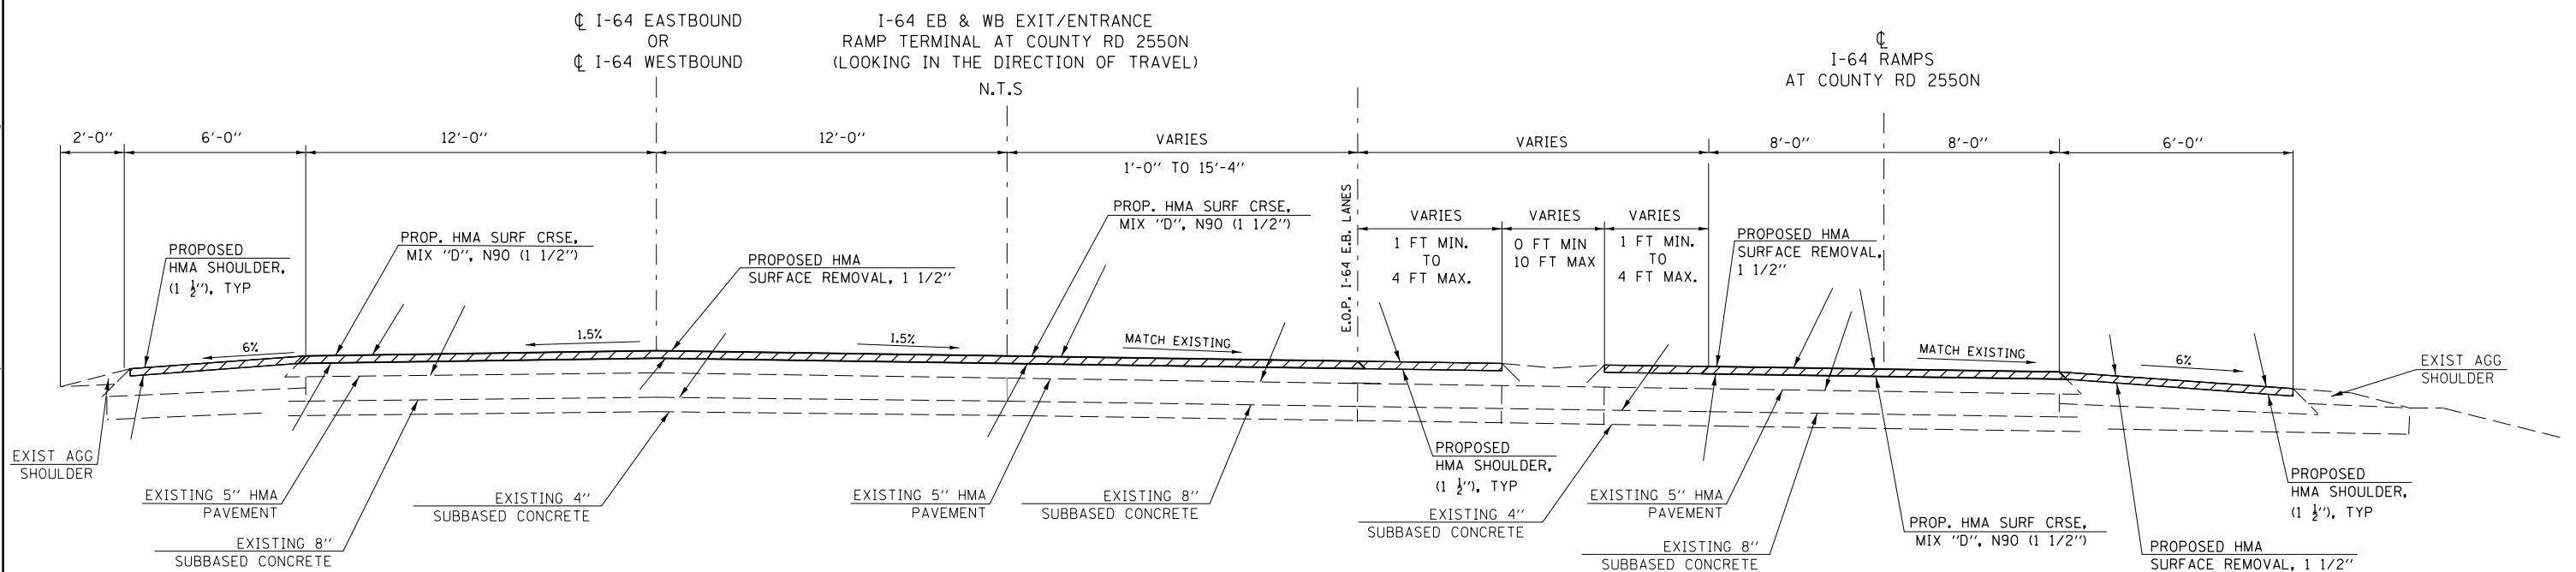 ℄ I-64 EASTBOUND
OR
℄ I-64 WESTBOUND
I-64 EB & WB EXIT/ENTRANCE
RAMP TERMINAL AT COUNTY RD 2550N
(LOOKING IN THE DIRECTION OF TRAVEL)
N.T.S
℄
I-64 RAMPS
AT COUNTY RD 2550N
2'-0"
6'-0"
12'-0"
12'-0"
VARIES
1'-0" TO 15'-4"
VARIES
8'-0"
8'-0"
6'-0"
PROPOSED
HMA SHOULDER,
(1 ½"), TYP
PROP. HMA SURF CRSE,
MIX "D", N90 (1 1/2")
PROPOSED HMA
SURFACE REMOVAL, 1 1/2"
PROP. HMA SURF CRSE,
MIX "D", N90 (1 1/2")
E.O.P. I-64 E.B. LANES
VARIES
1 FT MIN.
TO
4 FT MAX.
VARIES
0 FT MIN
10 FT MAX
VARIES
1 FT MIN.
TO
4 FT MAX.
PROPOSED HMA
SURFACE REMOVAL,
1 1/2"
6%
1.5%
1.5%
MATCH EXISTING
MATCH EXISTING
6%
EXIST AGG
SHOULDER
EXIST AGG
SHOULDER
EXISTING 5" HMA
PAVEMENT
EXISTING 8"
SUBBASED CONCRETE
EXISTING 4"
SUBBASED CONCRETE
EXISTING 5" HMA
PAVEMENT
EXISTING 8"
SUBBASED CONCRETE
PROPOSED
HMA SHOULDER,
(1 ½"), TYP
EXISTING 4"
SUBBASED CONCRETE
EXISTING 5" HMA
PAVEMENT
EXISTING 8"
SUBBASED CONCRETE
PROP. HMA SURF CRSE,
MIX "D", N90 (1 1/2")
PROPOSED HMA
SURFACE REMOVAL, 1 1/2"
PROPOSED
HMA SHOULDER,
(1 ½"), TYP